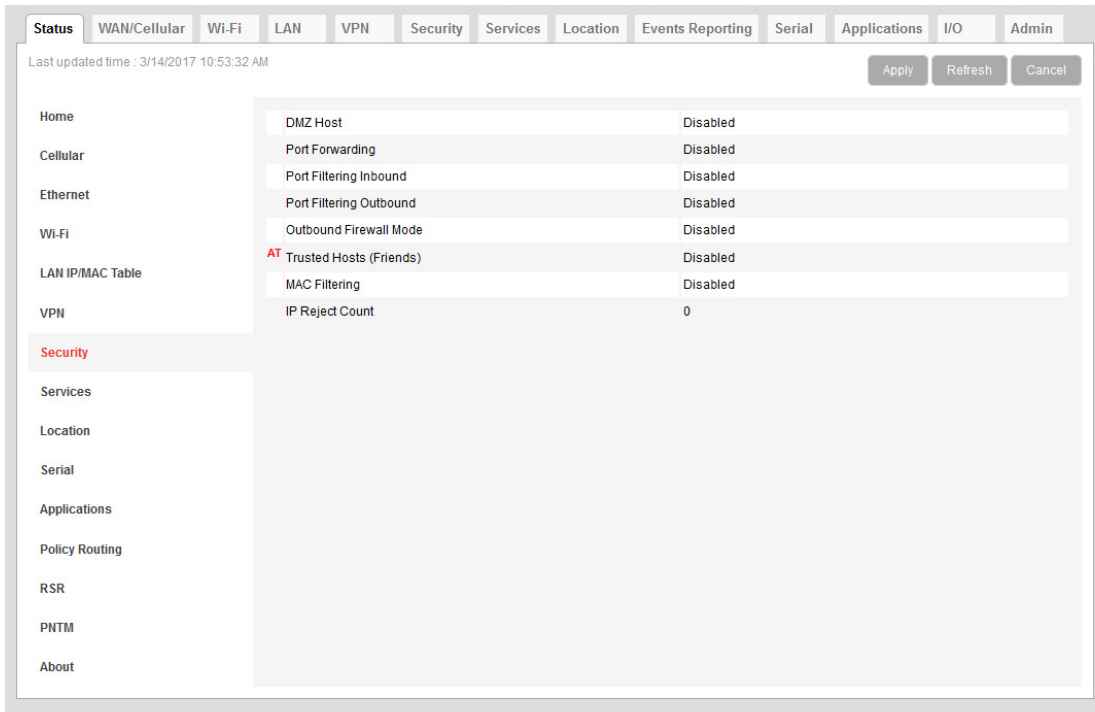 Status WAN/Cellular Wi-Fi LAN VPN Security Services Location Events Reporting Serial Applications I/O Admin
Last updated time : 3/14/2017 10:53:32 AM
Apply Refresh Cancel
Home
Cellular
Ethernet
Wi-Fi
LAN IP/MAC Table
VPN
Security
Services
Location
Serial
Applications
Policy Routing
RSR
PNTM
About
DMZ Host Disabled
Port Forwarding Disabled
Port Filtering Inbound Disabled
Port Filtering Outbound Disabled
Outbound Firewall Mode Disabled
AT Trusted Hosts (Friends) Disabled
MAC Filtering Disabled
IP Reject Count 0